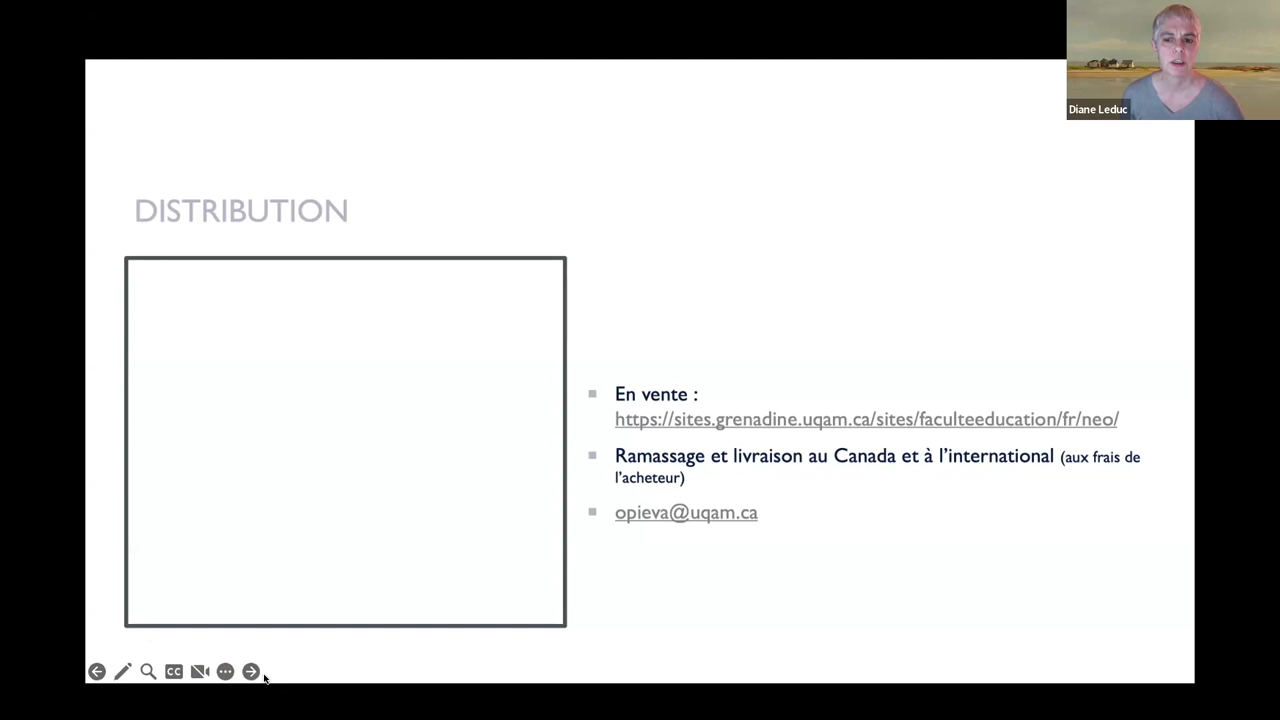 Diane Leduc
DISTRIBUTION
En vente :
https://sites.grenadine.uqam.ca/sites/faculteeducation/fr/neo/
Ramassage et livraison au Canada et à l’international (aux frais de
l’acheteur)
opieva@uqam.ca
CC